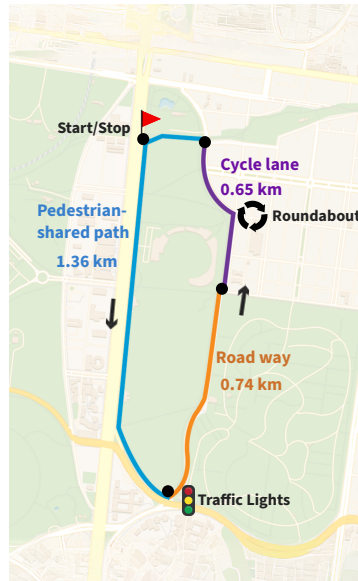 Start/Stop
Cycle lane
0.65 km
Pedestrian-
shared path
1.36 km
Roundabout
Road way
0.74 km
Traffic Lights